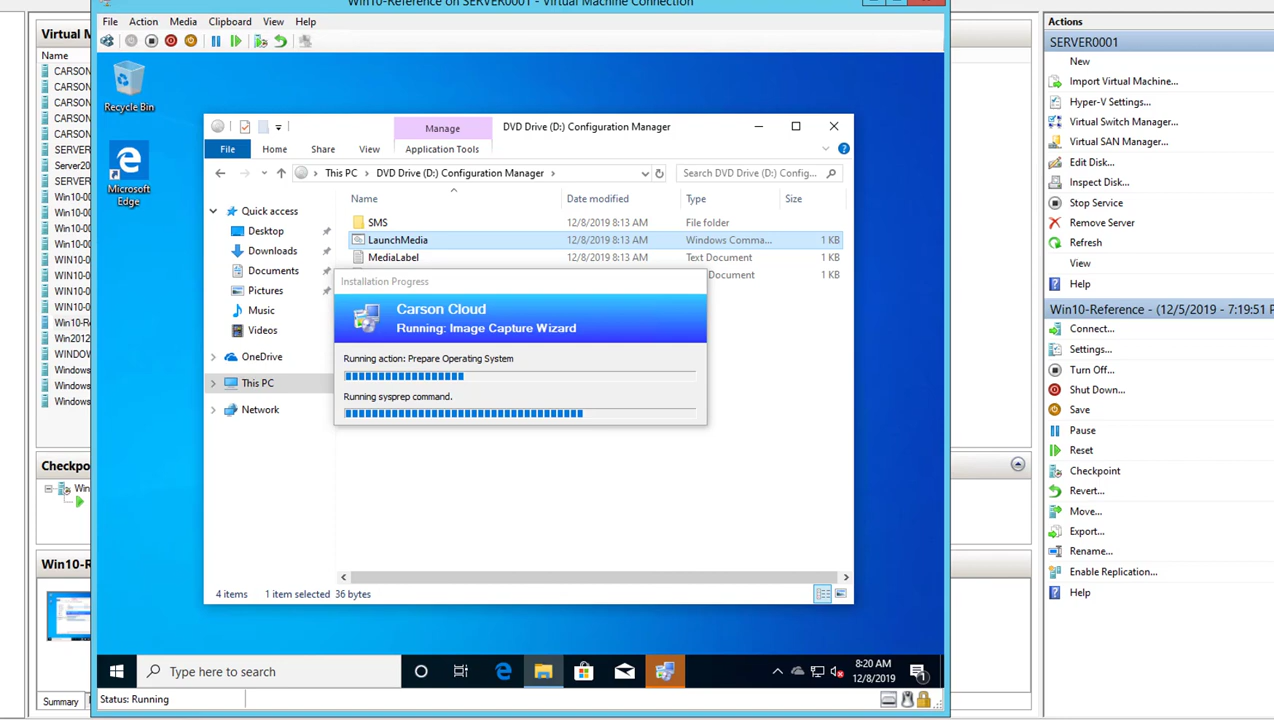 Win10-Reference on SERVER0001 - Virtual Machine Connection
File Action Media Clipboard View Help
Virtual M
Name
CARSON
CARSON
CARSON
CARSON
CARSON
SERVER
Server20
SERVER
Win10-00
Win10-00
Win10-00
Win10-00
WIN10-
WIN10-
WIN10-
Win10-Re
Win2012
WINDOW
Windows
Windows
Windows
Checkpo
Win
Win10-R
Summary
Recycle Bin
Microsoft
Edge
Manage
DVD Drive (D:) Configuration Manager
File Home Share View Application Tools
This PC > DVD Drive (D:) Configuration Manager >
Search DVD Drive (D:) Config...
Quick access
Desktop
Downloads
Documents
Pictures
Music
Videos
OneDrive
This PC
Network
Name Date modified Type Size
SMS 12/8/2019 8:13 AM File folder
LaunchMedia 12/8/2019 8:13 AM Windows Comma... 1 KB
MediaLabel 12/8/2019 8:13 AM Text Document 1 KB
Document 1 KB
Installation Progress
Carson Cloud
Running: Image Capture Wizard
Running action: Prepare Operating System
Running sysprep command.
4 items 1 item selected 36 bytes
Type here to search
8:20 AM
12/8/2019
1
Status: Running
Actions
SERVER0001
New
Import Virtual Machine...
Hyper-V Settings...
Virtual Switch Manager...
Virtual SAN Manager...
Edit Disk...
Inspect Disk...
Stop Service
Remove Server
Refresh
View
Help
Win10-Reference - (12/5/2019 - 7:19:51 P
Connect...
Settings...
Turn Off...
Shut Down...
Save
Pause
Reset
Checkpoint
Revert...
Move...
Export...
Rename...
Enable Replication...
Help